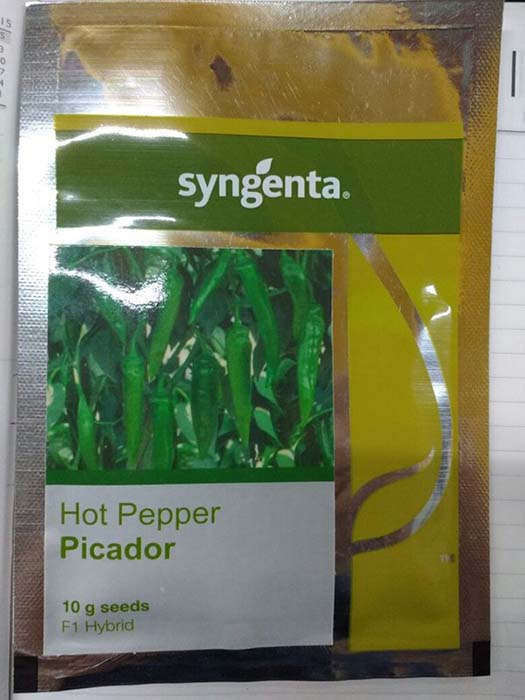 syngenta®
Hot Pepper
Picador
10 g seeds
F1 Hybrid